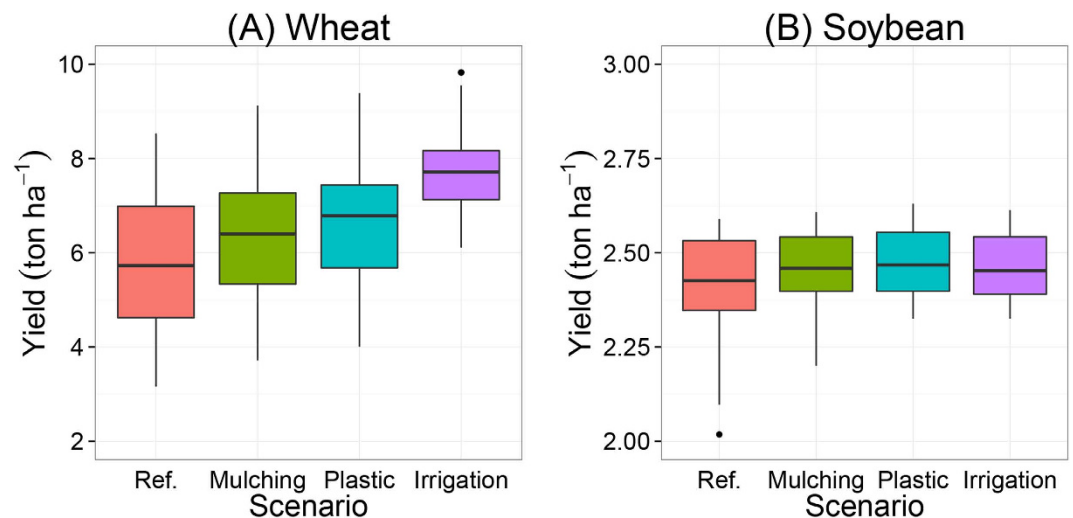 (A) Wheat
Yield (ton ha⁻¹)
10
8
6
4
2
Ref. Mulching Plastic Irrigation
Scenario
(B) Soybean
Yield (ton ha⁻¹)
3.00
2.75
2.50
2.25
2.00
Ref. Mulching Plastic Irrigation
Scenario